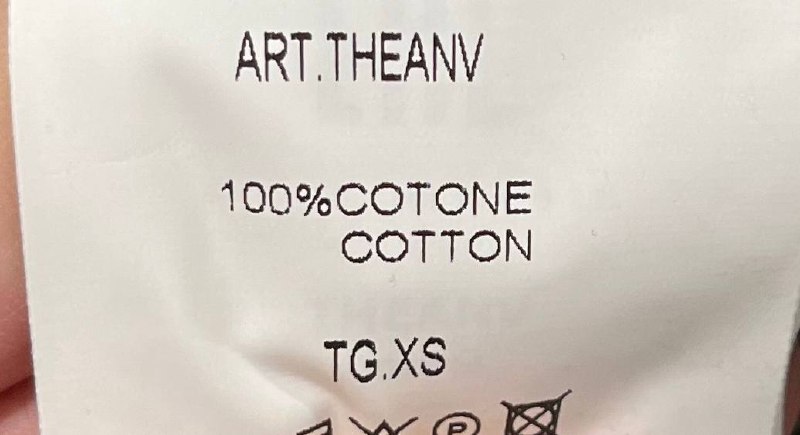 ART.THEANV
100%COTONE
COTTON
TG.XS
P